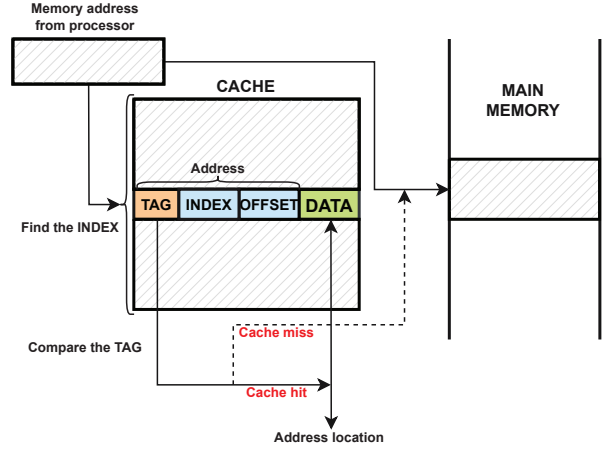 Memory address
from processor
CACHE
MAIN
MEMORY
Address
TAG INDEX OFFSET DATA
Find the INDEX
Cache miss
Compare the TAG
Cache hit
Address location